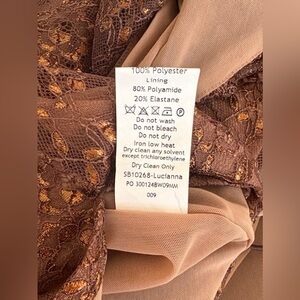 100% Polyester
Lining
80% Polyamide
20% Elastane
Do not wash
Do not bleach
Do not dry
Iron low heat
Dry clean any solvent
except trichloroethylene
Dry Clean Only
SB10268-Lucianna
PO 300124BW09MM
009